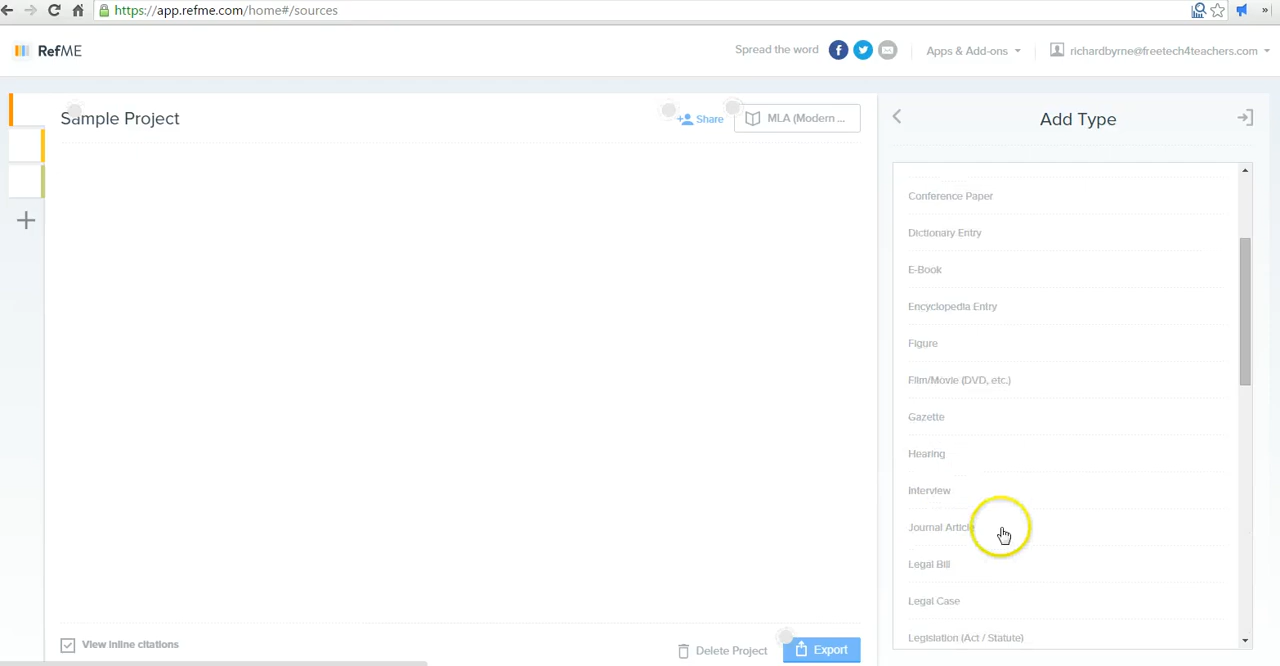 https://app.refme.com/home#/sources
»
RefME
Spread the word
Apps & Add-ons
richardbyrne@freetech4teachers.com
Sample Project
Share
MLA (Modern ...
Add Type
Conference Paper
Dictionary Entry
E-Book
Encyclopedia Entry
Figure
Film/Movie (DVD, etc.)
Gazette
Hearing
Interview
Journal Article
Legal Bill
Legal Case
Legislation (Act / Statute)
View inline citations
Delete Project
Export